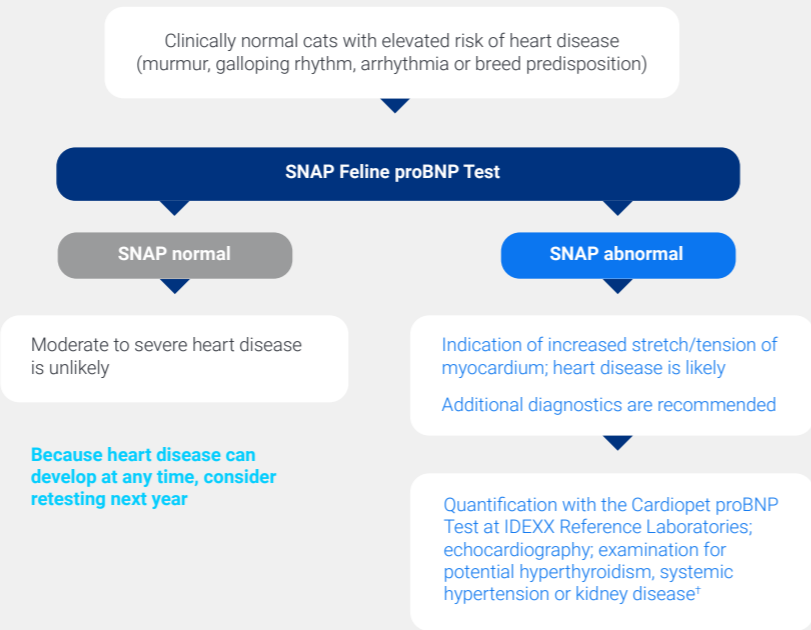 Clinically normal cats with elevated risk of heart disease
(murmur, galloping rhythm, arrhythmia or breed predisposition)
SNAP Feline proBNP Test
SNAP normal
SNAP abnormal
Moderate to severe heart disease
is unlikely
Because heart disease can
develop at any time, consider
retesting next year
Indication of increased stretch/tension of
myocardium; heart disease is likely
Additional diagnostics are recommended
Quantification with the Cardiopet proBNP
Test at IDEXX Reference Laboratories;
echocardiography; examination for
potential hyperthyroidism, systemic
hypertension or kidney disease†